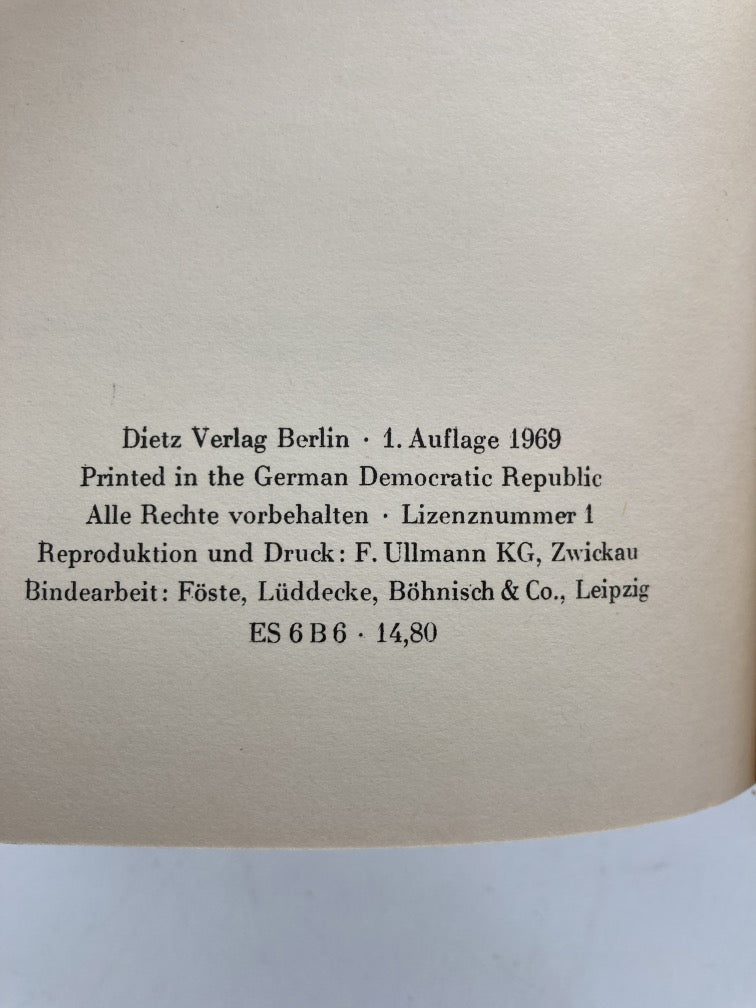 Dietz Verlag Berlin · 1. Auflage 1969
Printed in the German Democratic Republic
Alle Rechte vorbehalten · Lizenznummer 1
Reproduktion und Druck: F. Ullmann KG, Zwickau
Bindearbeit: Föste, Lüddecke, Böhnisch & Co., Leipzig
ES 6 B 6 · 14,80